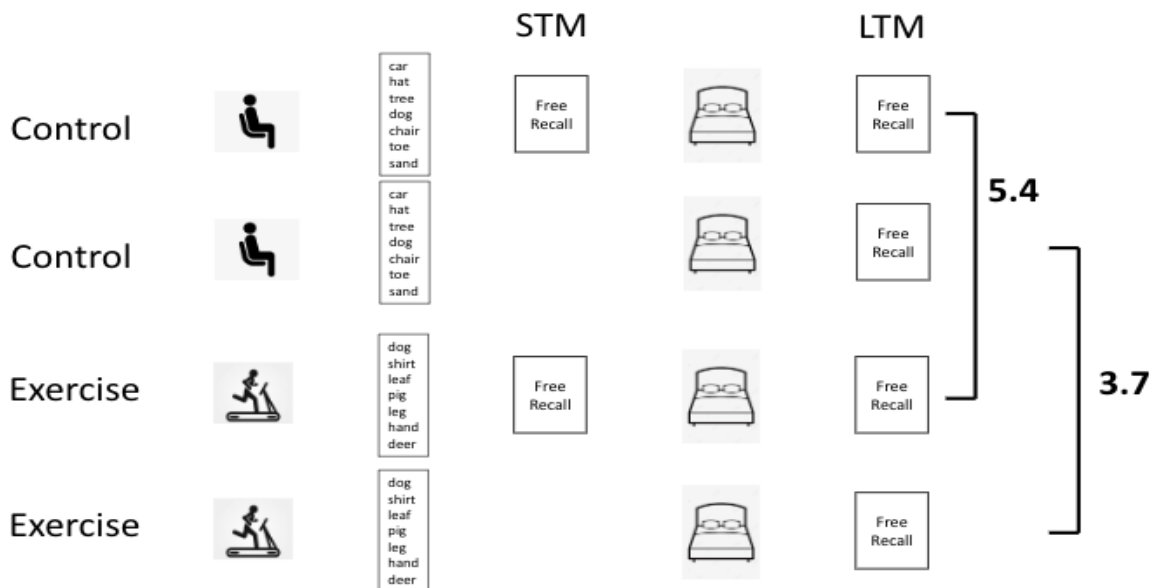 STM LTM
Control
car
hat
tree
dog
chair
toe
sand
Free
Recall
Free
Recall
5.4
Control
car
hat
tree
dog
chair
toe
sand
Free
Recall
Exercise
dog
shirt
leaf
pig
leg
hand
deer
Free
Recall
Free
Recall
3.7
Exercise
dog
shirt
leaf
pig
leg
hand
deer
Free
Recall